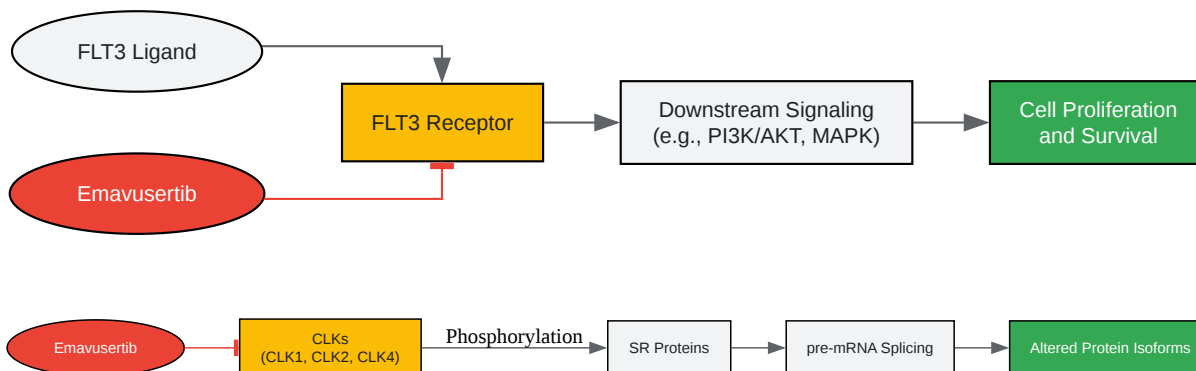 FLT3 Ligand
FLT3 Receptor
Downstream Signaling
(e.g., PI3K/AKT, MAPK)
Cell Proliferation
and Survival
Emavusertib
Emavusertib
CLKs
(CLK1, CLK2, CLK4)
Phosphorylation
SR Proteins
pre-mRNA Splicing
Altered Protein Isoforms